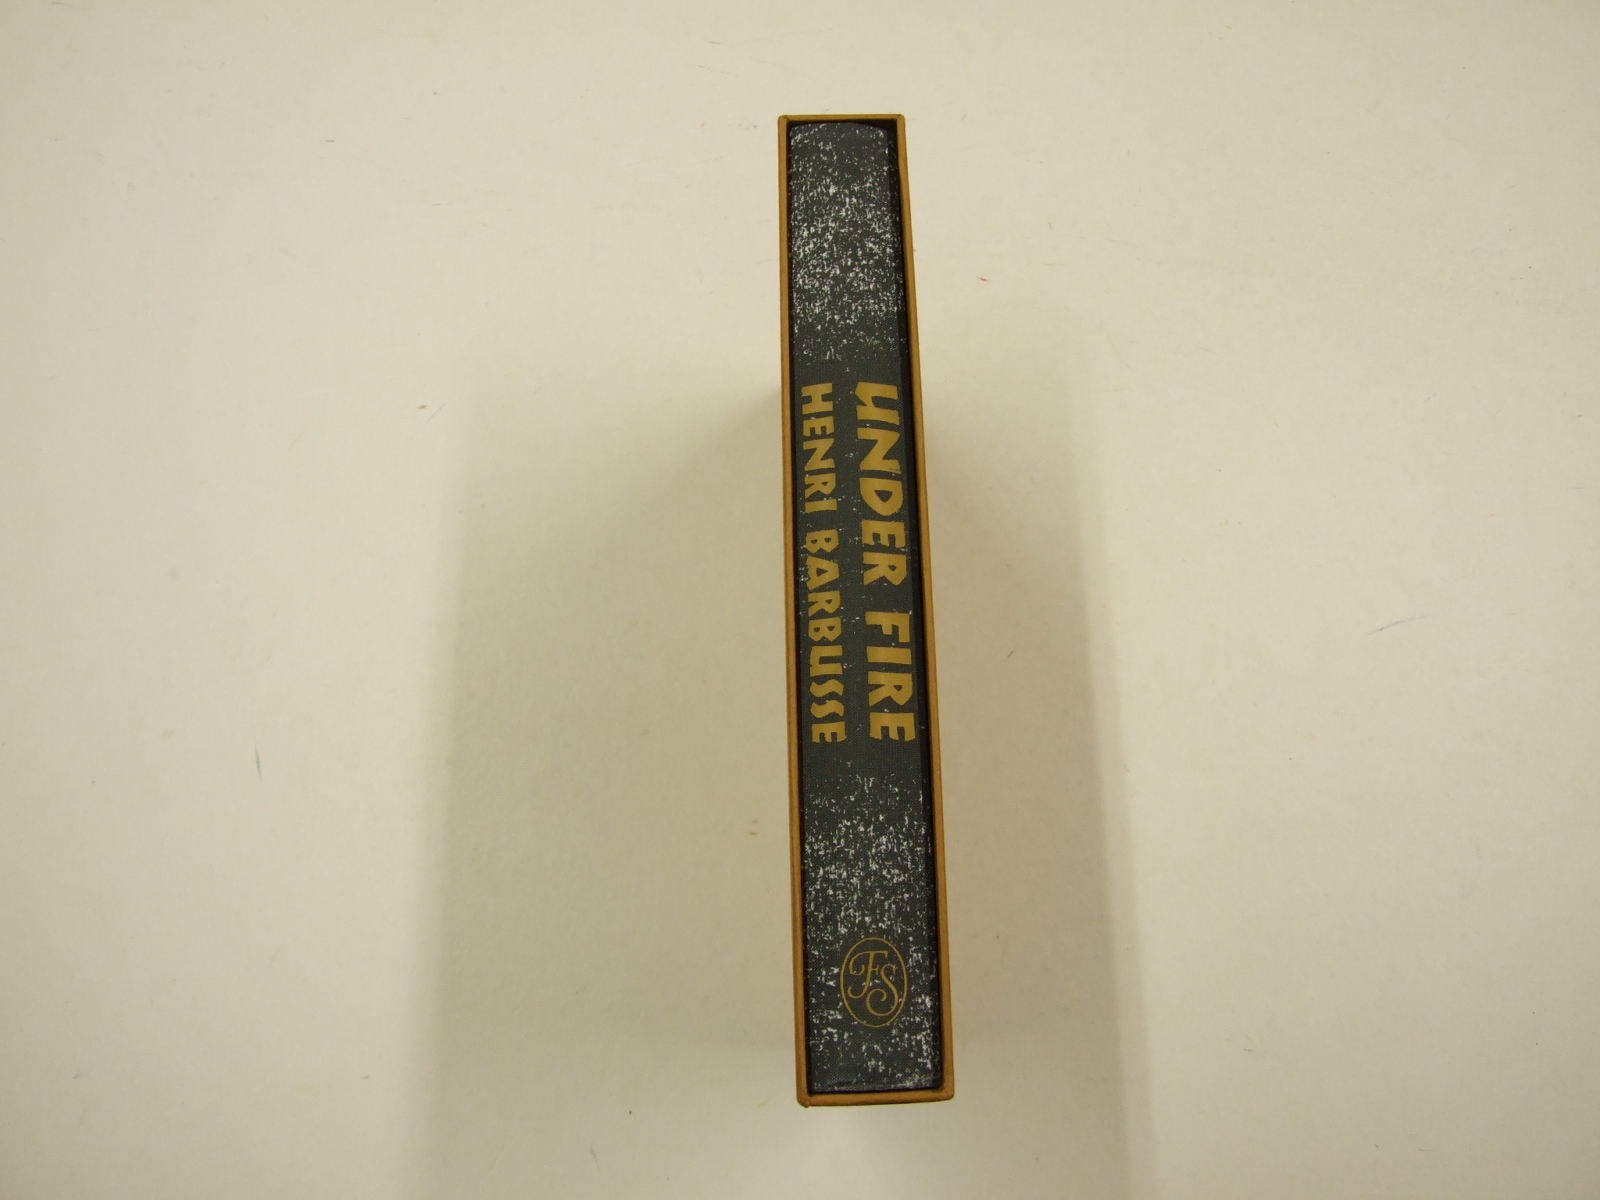 UNDER FIRE
HENRI BARBUSSE
FS